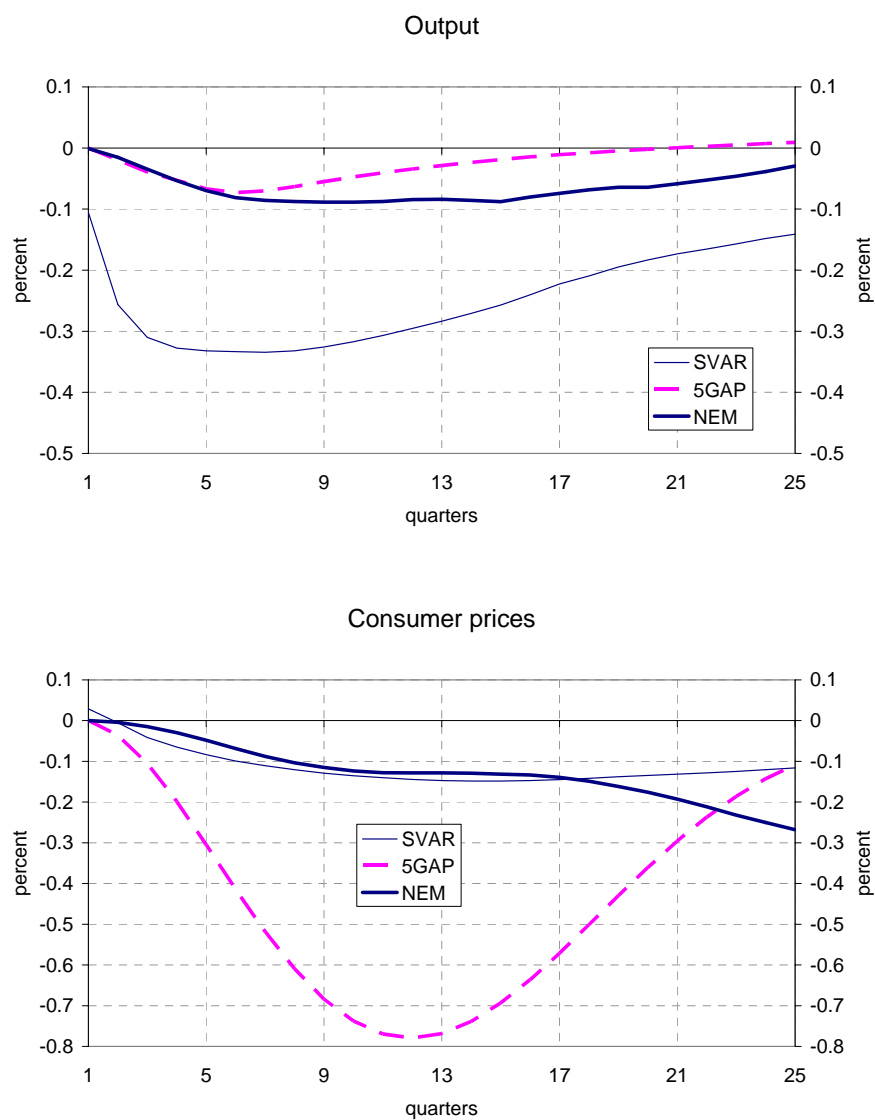 Output
0.1 0.1
0 0
-0.1 -0.1
-0.2 -0.2
percent percent
-0.3 -0.3
SVAR
5GAP
-0.4 -0.4
NEM
-0.5 -0.5
1 5 9 13 17 21 25
quarters
Consumer prices
0.1 0.1
0 0
-0.1 -0.1
-0.2 -0.2
-0.3 -0.3
percent percent
SVAR
-0.4 -0.4
5GAP
NEM
-0.5 -0.5
-0.6 -0.6
-0.7 -0.7
-0.8 -0.8
1 5 9 13 17 21 25
quarters